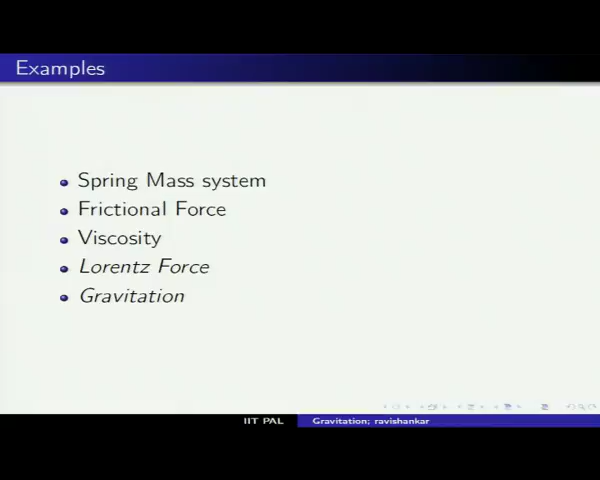 Examples
Spring Mass system
Frictional Force
Viscosity
Lorentz Force
Gravitation
IIT PAL
Gravitation; ravishankar